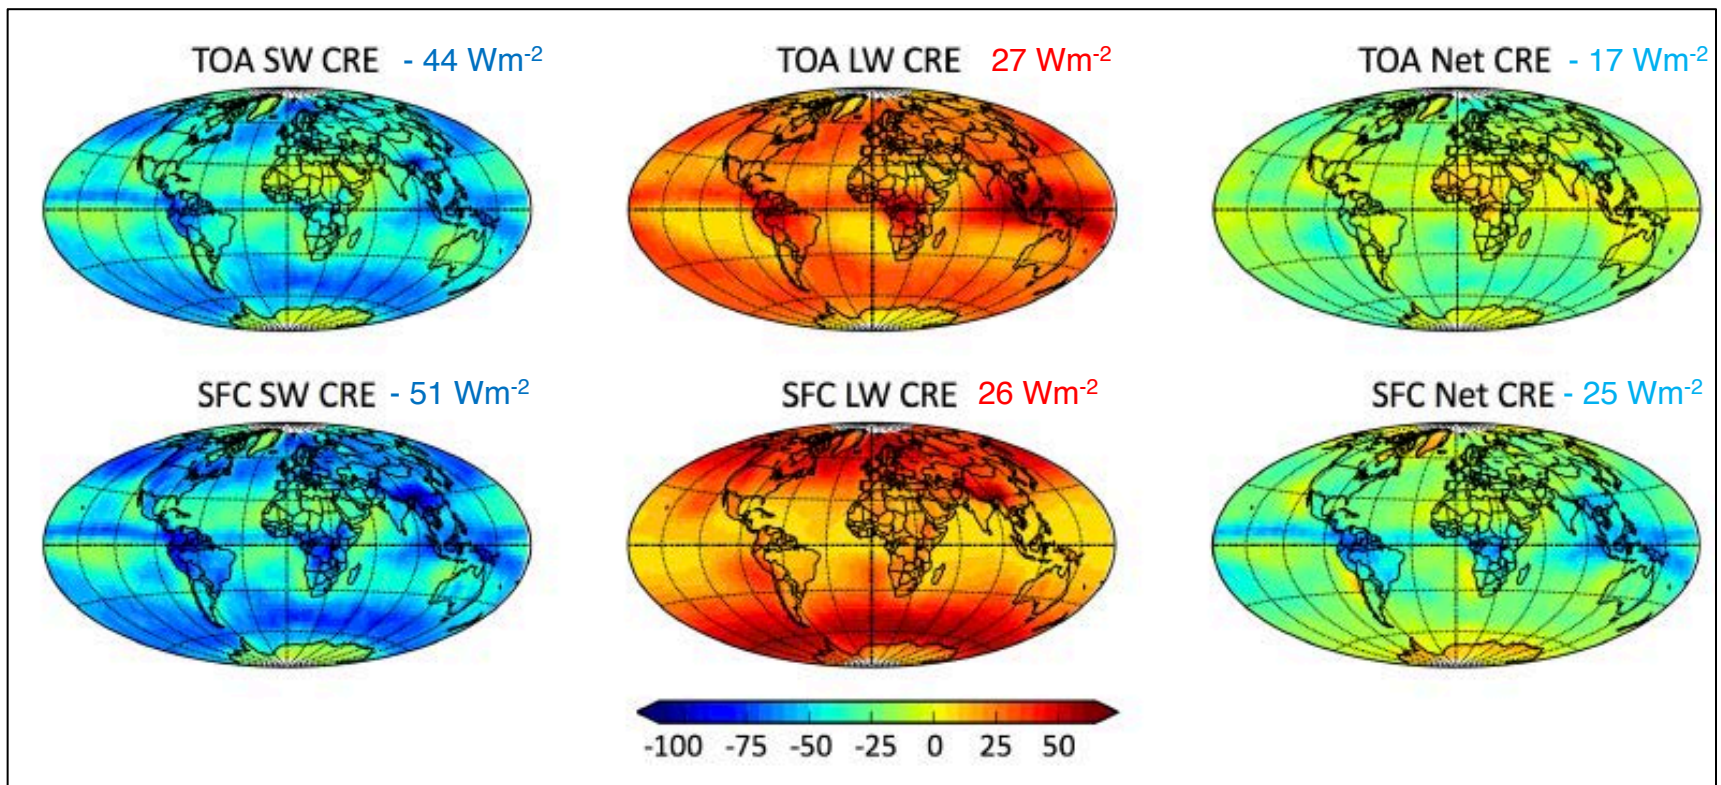 TOA SW CRE - 44 Wm-2
TOA LW CRE 27 Wm-2
TOA Net CRE - 17 Wm-2
SFC SW CRE - 51 Wm-2
SFC LW CRE 26 Wm-2
SFC Net CRE - 25 Wm-2
-100 -75 -50 -25 0 25 50